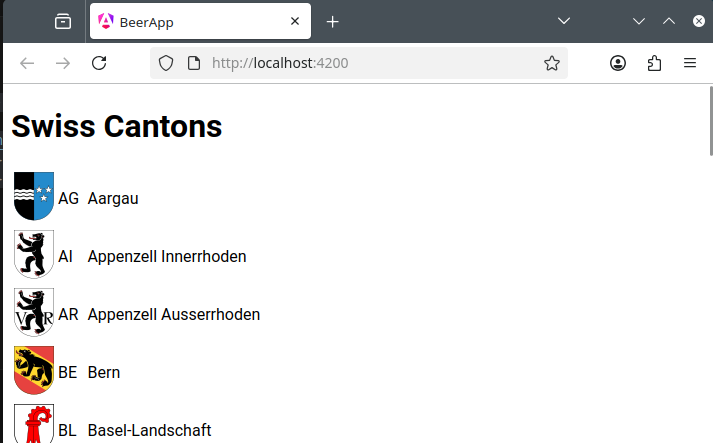 BeerApp
http://localhost:4200
Swiss Cantons
AG Aargau
AI Appenzell Innerrhoden
V R
AR Appenzell Ausserrhoden
BE Bern
BL Basel-Landschaft